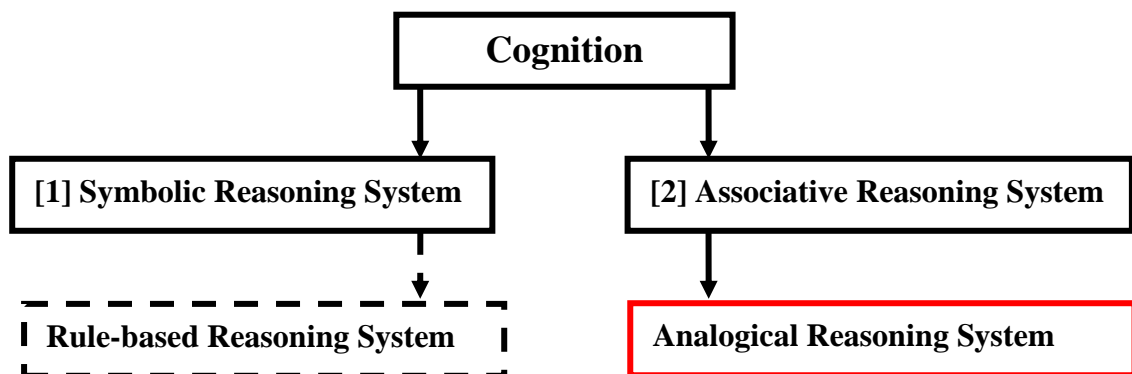 Cognition
[1] Symbolic Reasoning System
[2] Associative Reasoning System
Rule-based Reasoning System
Analogical Reasoning System